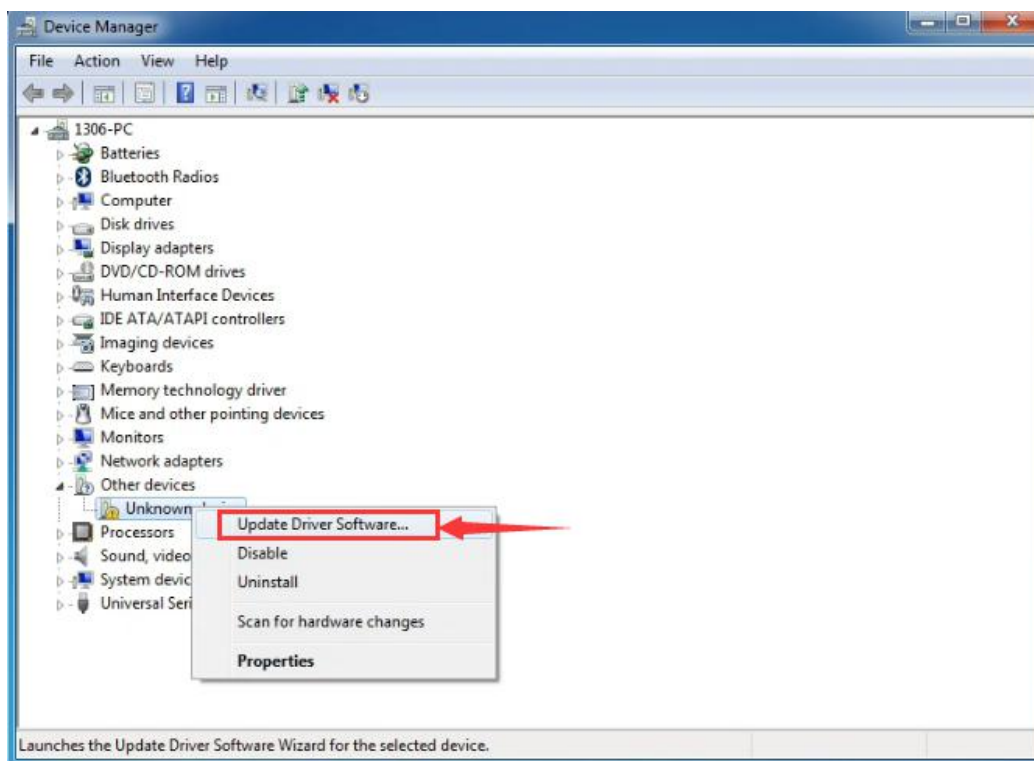 Device Manager
File Action View Help
1306-PC
Batteries
Bluetooth Radios
Computer
Disk drives
Display adapters
DVD/CD-ROM drives
Human Interface Devices
IDE ATA/ATAPI controllers
Imaging devices
Keyboards
Memory technology driver
Mice and other pointing devices
Monitors
Network adapters
Other devices
Unknown
Processors
Sound, video
System devic
Universal Seri
Update Driver Software...
Disable
Uninstall
Scan for hardware changes
Properties
Launches the Update Driver Software Wizard for the selected device.